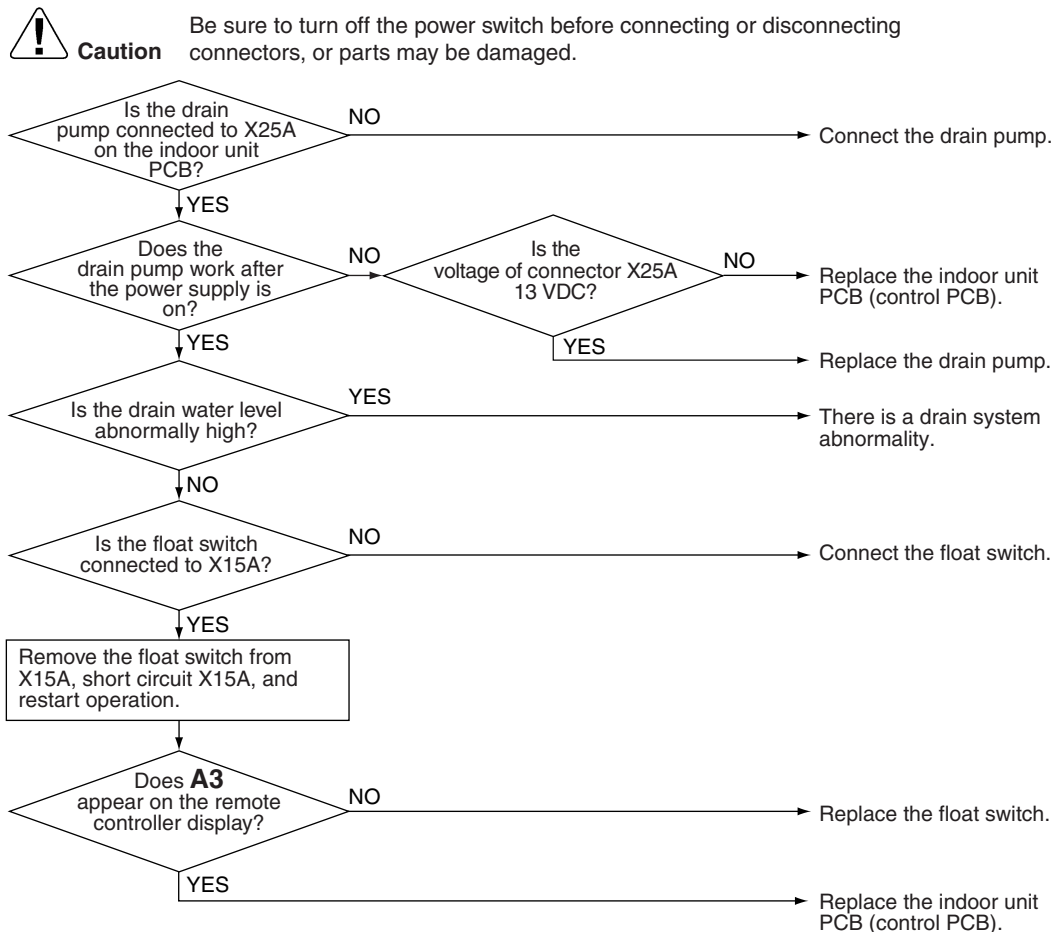 Be sure to turn off the power switch before connecting or disconnecting
Caution connectors, or parts may be damaged.
Is the drain
pump connected to X25A
on the indoor unit
PCB?
NO
Connect the drain pump.
YES
Does the
drain pump work after
the power supply is
on?
NO
Is the
voltage of connector X25A
13 VDC?
NO
Replace the indoor unit
PCB (control PCB).
YES
Replace the drain pump.
YES
Is the drain water level
abnormally high?
YES
There is a drain system
abnormality.
NO
Is the float switch
connected to X15A?
NO
Connect the float switch.
YES
Remove the float switch from
X15A, short circuit X15A, and
restart operation.
Does A3
appear on the remote
controller display?
NO
Replace the float switch.
YES
Replace the indoor unit
PCB (control PCB).